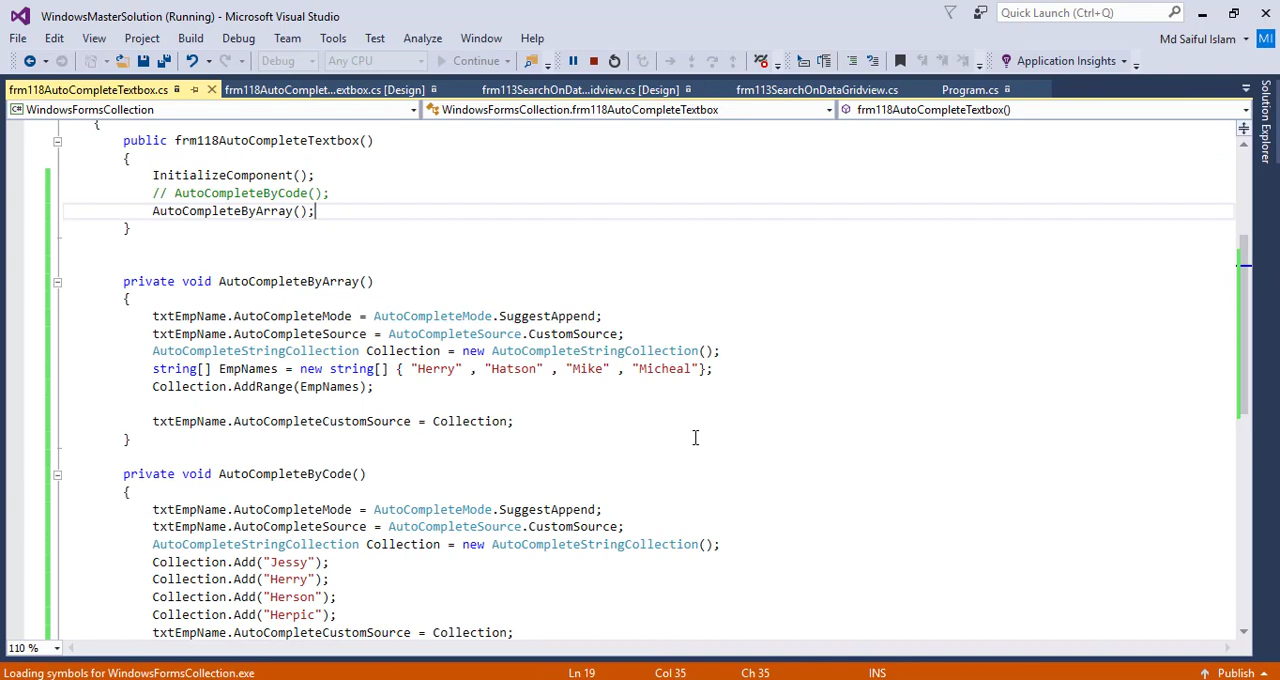 WindowsMasterSolution (Running) - Microsoft Visual Studio
Quick Launch (Ctrl+Q)
File Edit View Project Build Debug Team Tools Test Analyze Window Help
Md Saiful Islam MI
Debug Any CPU Continue Application Insights
frm118AutoCompleteTextbox.cs frm118AutoComplet...extbox.cs [Design] frm113SearchOnDat...idview.cs [Design] frm113SearchOnDataGridview.cs Program.cs
WindowsFormsCollection WindowsFormsCollection.frm118AutoCompleteTextbox frm118AutoCompleteTextbox()
Solution Explorer
{
public frm118AutoCompleteTextbox()
{
InitializeComponent();
// AutoCompleteByCode();
AutoCompleteByArray();
}
private void AutoCompleteByArray()
{
txtEmpName.AutoCompleteMode = AutoCompleteMode.SuggestAppend;
txtEmpName.AutoCompleteSource = AutoCompleteSource.CustomSource;
AutoCompleteStringCollection Collection = new AutoCompleteStringCollection();
string[] EmpNames = new string[] { "Herry" , "Hatson" , "Mike" , "Micheal"};
Collection.AddRange(EmpNames);
txtEmpName.AutoCompleteCustomSource = Collection;
}
private void AutoCompleteByCode()
{
txtEmpName.AutoCompleteMode = AutoCompleteMode.SuggestAppend;
txtEmpName.AutoCompleteSource = AutoCompleteSource.CustomSource;
AutoCompleteStringCollection Collection = new AutoCompleteStringCollection();
Collection.Add("Jessy");
Collection.Add("Herry");
Collection.Add("Herson");
Collection.Add("Herpic");
txtEmpName.AutoCompleteCustomSource = Collection;
110 %
Loading symbols for WindowsFormsCollection.exe Ln 19 Col 35 Ch 35 INS Publish